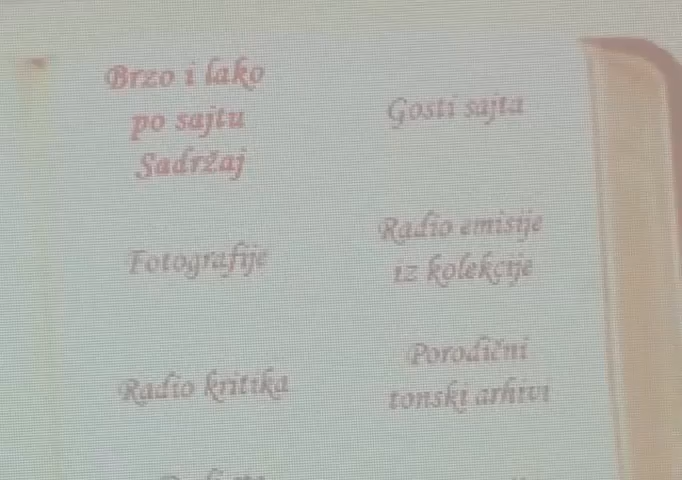 Brzo i lako
po sajtu
Sadržaj
Gosti sajta
Fotografije
Radio emisije
iz kolekcije
Radio kritika
Porodični
tonski arhivi